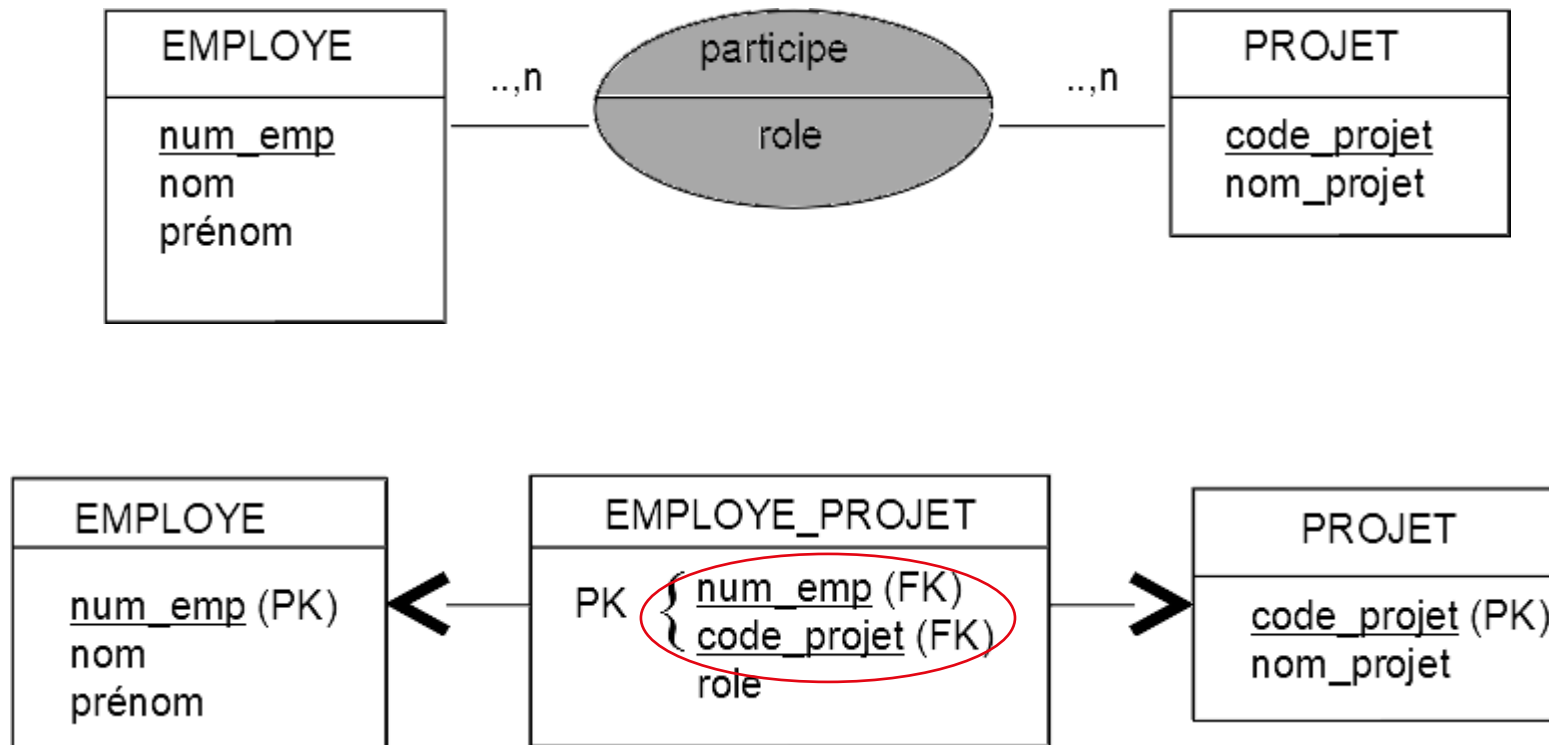 EMPLOYE
num_emp
nom
prénom
..,n
participe
role
..,n
PROJET
code_projet
nom_projet
EMPLOYE
num_emp (PK)
nom
prénom
EMPLOYE_PROJET
PK { num_emp (FK)
code_projet (FK)
role
PROJET
code_projet (PK)
nom_projet